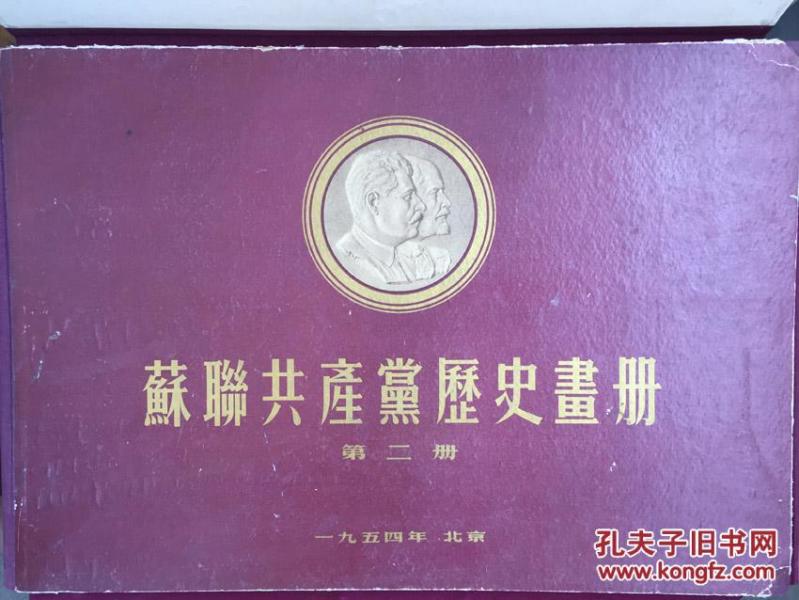 蘇聯共產黨歷史畫册
第二册
一九五四年 北京
孔夫子旧书网
www.kongfz.com